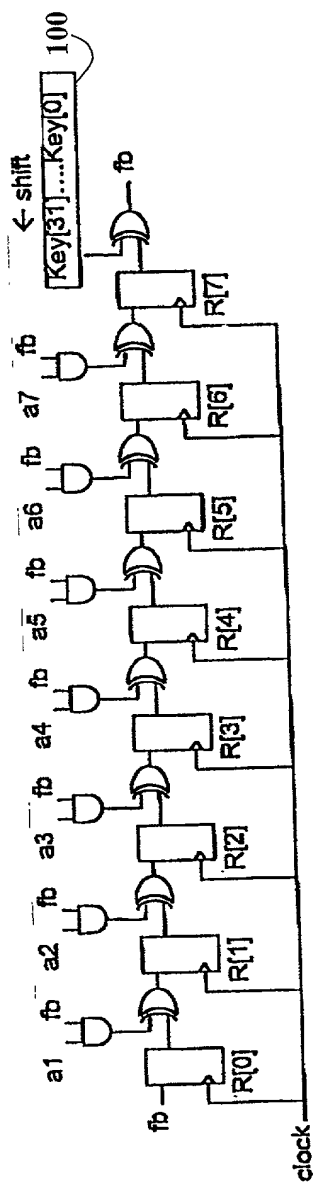 ← shift
Key[31]....Key[0]
100
a1 fb
a2 fb
a3 fb
a4 fb
a5 fb
a6 fb
a7 fb
fb
fb
R[0]
R[1]
R[2]
R[3]
R[4]
R[5]
R[6]
R[7]
clock